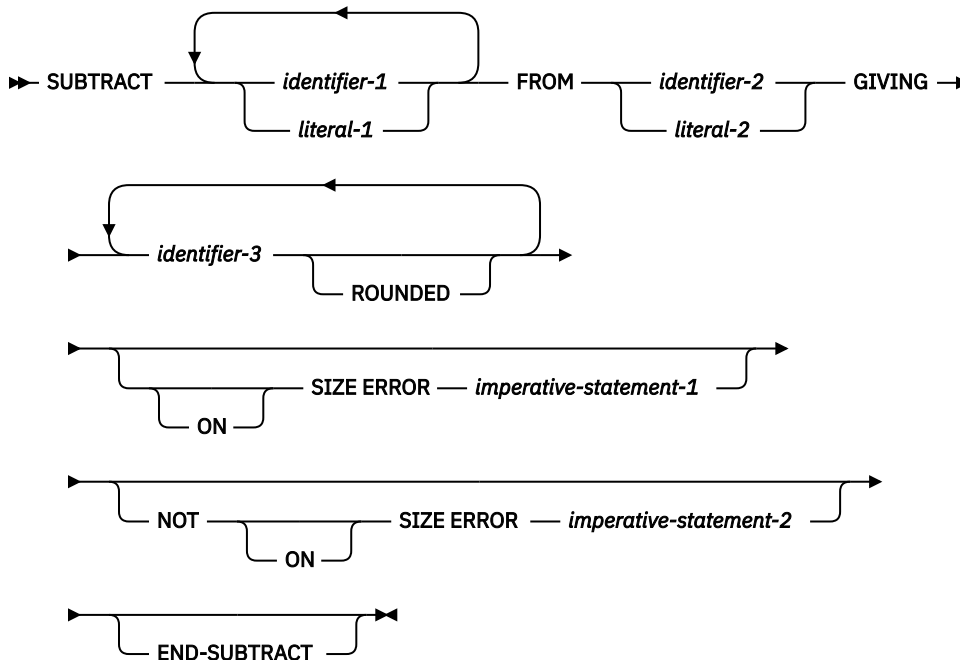 SUBTRACT identifier-1 FROM identifier-2 GIVING
literal-1 literal-2
identifier-3
ROUNDED
SIZE ERROR imperative-statement-1
ON
NOT SIZE ERROR imperative-statement-2
ON
END-SUBTRACT